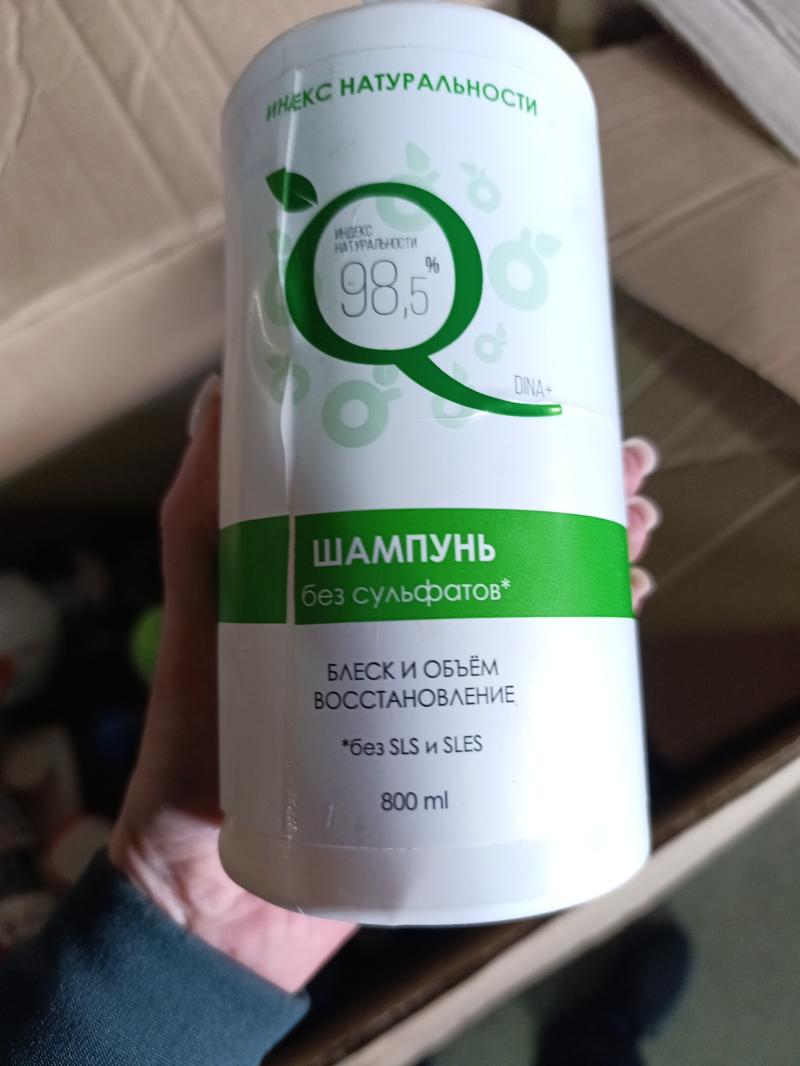 ИНДЕКС НАТУРАЛЬНОСТИ
ИНДЕКС
НАТУРАЛЬНОСТИ
98,5%
DINA+
ШАМПУНЬ
без сульфатов*
БЛЕСК И ОБЪЁМ
ВОССТАНОВЛЕНИЕ
*без SLS и SLES
800 ml